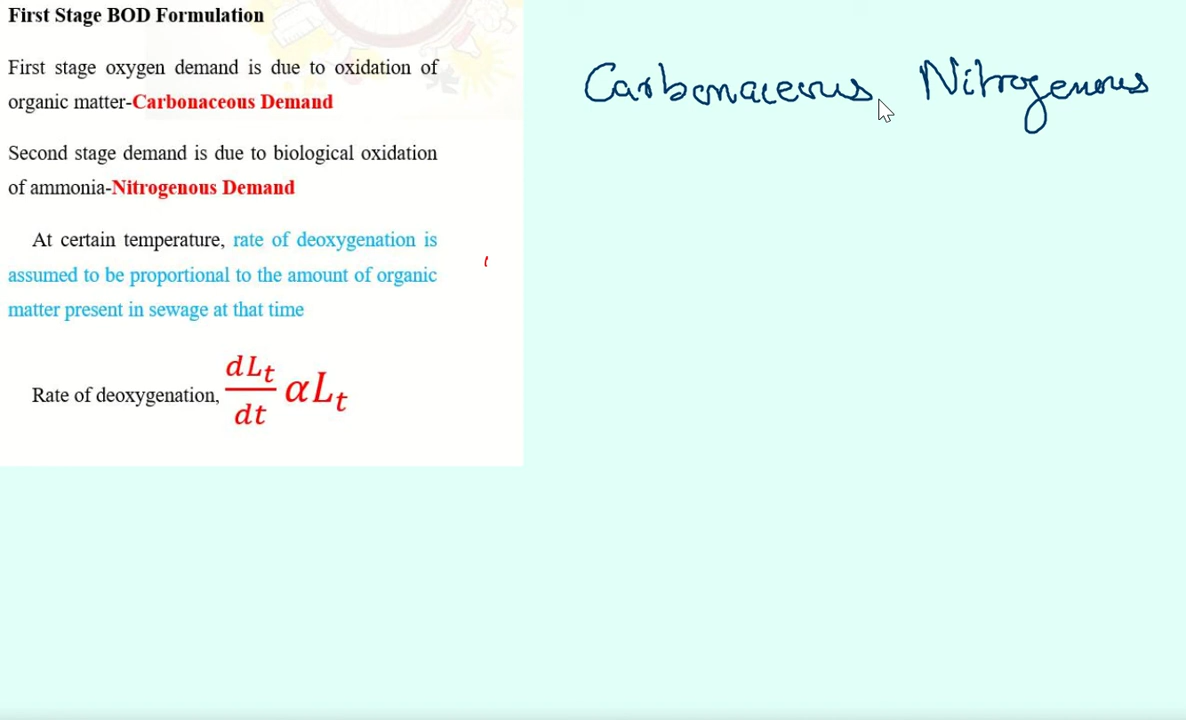 First Stage BOD Formulation
First stage oxygen demand is due to oxidation of
organic matter-Carbonaceous Demand
Second stage demand is due to biological oxidation
of ammonia-Nitrogenous Demand
At certain temperature, rate of deoxygenation is
assumed to be proportional to the amount of organic
matter present in sewage at that time
Rate of deoxygenation, dLt/dt αLt
Carbonaceous, Nitrogenous